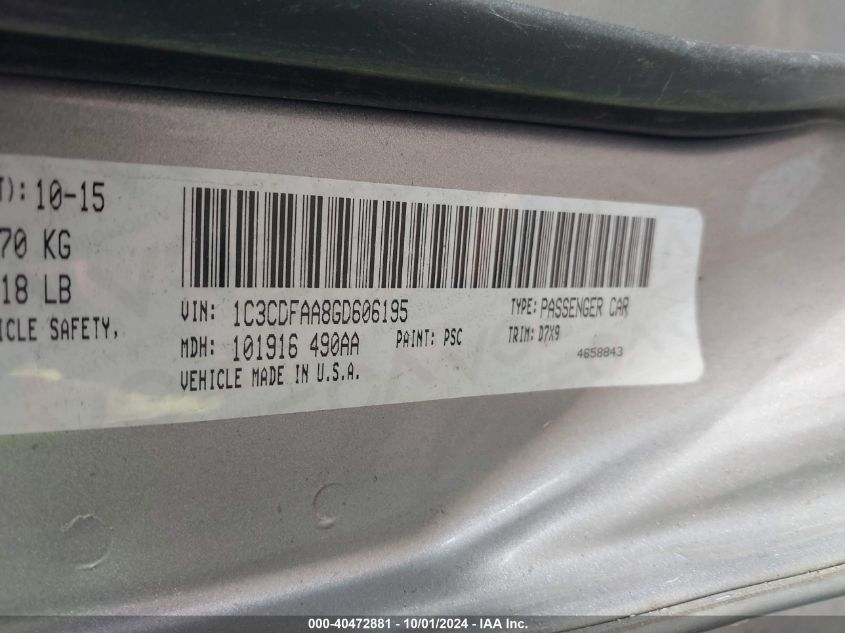 T): 10-15
70 KG
18 LB
ICLE SAFETY,
VIN: 1C3CDFAA8GD606195 TYPE: PASSENGER CAR
MDH: 101916 490AA PAINT: PSC TRIM: D7X9
VEHICLE MADE IN U.S.A. 4658843
000-40472881 - 10/01/2024 - IAA Inc.